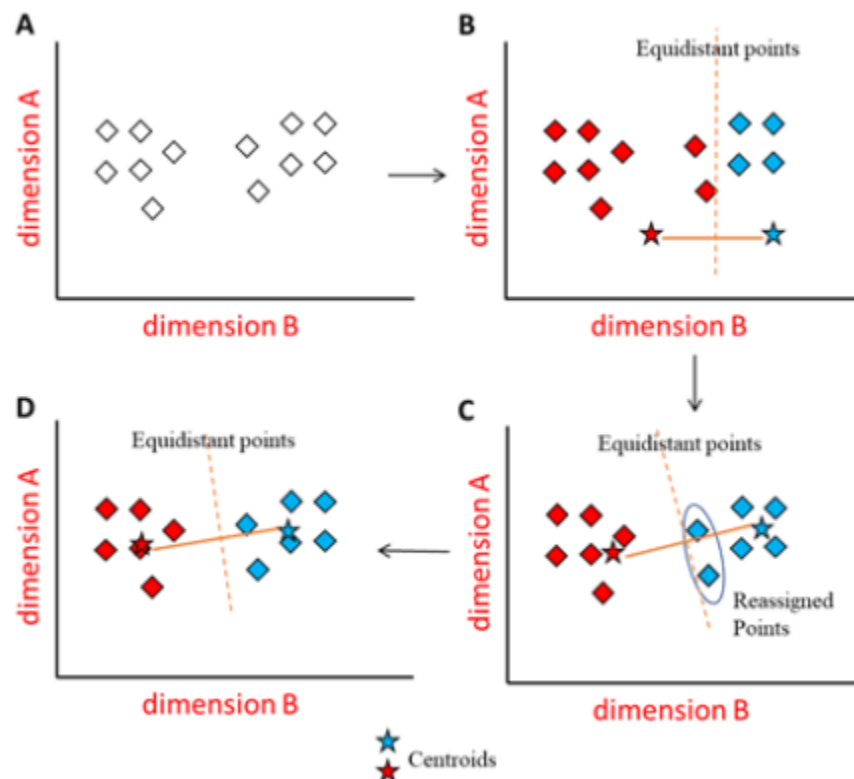 A
dimension A
dimension B
B
Equidistant points
dimension A
dimension B
D
Equidistant points
dimension A
dimension B
C
Equidistant points
dimension A
Reassigned
Points
dimension B
Centroids